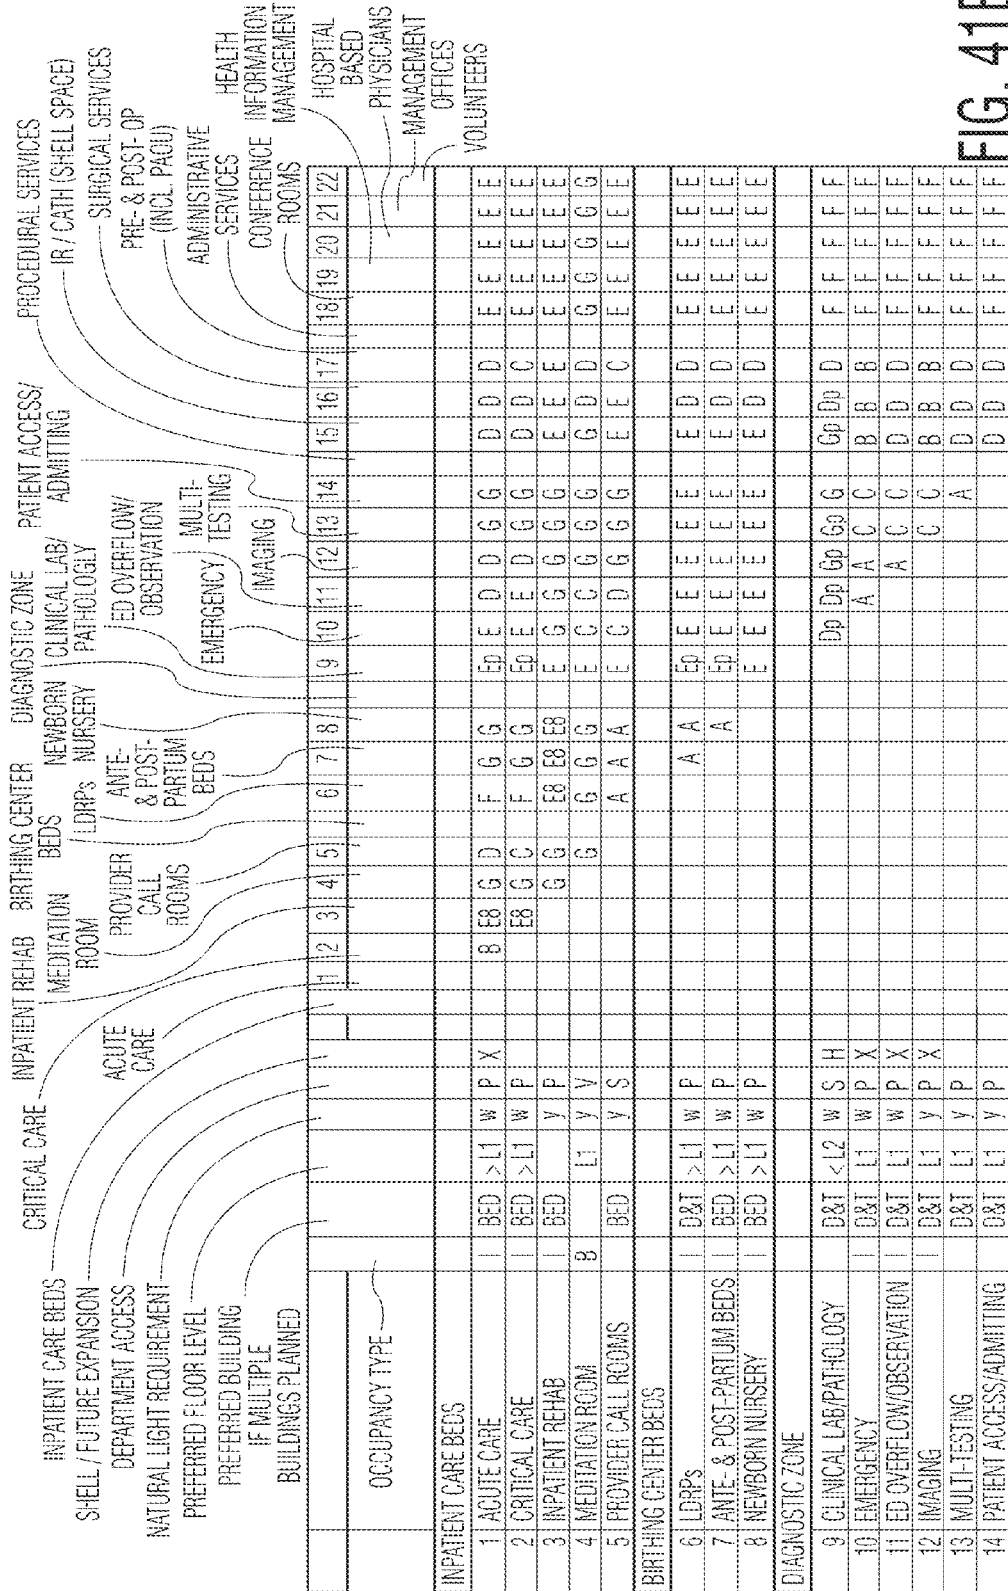 CRITICAL CARE
INPATIENT REHAB
MEDITATION
ROOM
BIRTHING CENTER
BEDS
PROVIDER
CALL
ROOMS
ACUTE
CARE
LDRPs
NEWBORN
NURSERY
ANTE-
& POST-
PARTUM
BEDS
DIAGNOSTIC ZONE
CLINICAL LAB/
PATHOLOGLY
ED OVERFLOW/
OBSERVATION
EMERGENCY
IMAGING
MULTI-
TESTING
PATIENT ACCESS/
ADMITTING
PROCEDURAL SERVICES
IR / CATH (SHELL SPACE)
SURGICAL SERVICES
PRE- & POST- OP
(INCL. PACU)
ADMINISTRATIVE
SERVICES
CONFERENCE
ROOMS
HEALTH
INFORMATION
MANAGEMENT
HOSPITAL
BASED
PHYSICIANS
MANAGEMENT
OFFICES
VOLUNTEERS
INPATIENT CARE BEDS
SHELL / FUTURE EXPANSION
DEPARTMENT ACCESS
NATURAL LIGHT REQUIREMENT
PREFERRED FLOOR LEVEL
PREFERRED BUILDING
IF MULTIPLE
BUILDINGS PLANNED
OCCUPANCY TYPE
1 2 3 4 5 6 7 8 9 10 11 12 13 14 15 16 17 18 19 20 21 22
INPATIENT CARE BEDS
1 ACUTE CARE I BED >L1 w P X B E8 G D F G G Ep E D D G G D D D E E E E E
2 CRITICAL CARE I BED >L1 w P E8 G C F G G Ep E E D G G D D C E E E E E
3 INPATIENT REHAB I BED y P G G E8 E8 E8 E G G G G G E E E E E E E E
4 MEDITATION ROOM B L1 y V G G G G E C C G G G G D D G G G G G
5 PROVIDER CALL ROOMS BED y S A A A E C D G G G E E C E E E E E
BIRTHING CENTER BEDS
6 LDRPs I D&T >L1 w P A A Ep E E E E E E D D E E E E E
7 ANTE- & POST-PARTUM BEDS I BED >L1 w P A Ep E E E E E E E D E E E E E
8 NEWBORN NURSERY I BED >L1 w P E E E E E E E E D E E E E E
DIAGNOSTIC ZONE
9 CLINICAL LAB/PATHOLOGY D&T <L2 w S H Dp Dp Gp Gp G Gp Dp D F F F F F
10 EMERGENCY I D&T L1 w P X A A C C B B B F F F F F
11 ED OVERFLOW/OBSERVATION I D&T L1 w P X A C C D D B F F F F F
12 IMAGING I D&T L1 y P X C C B B B F F F F F
13 MULTI-TESTING D&T L1 y P A D D D F F F F F
14 PATIENT ACCESS/ADMITTING D&T L1 y P D D D F F F F F